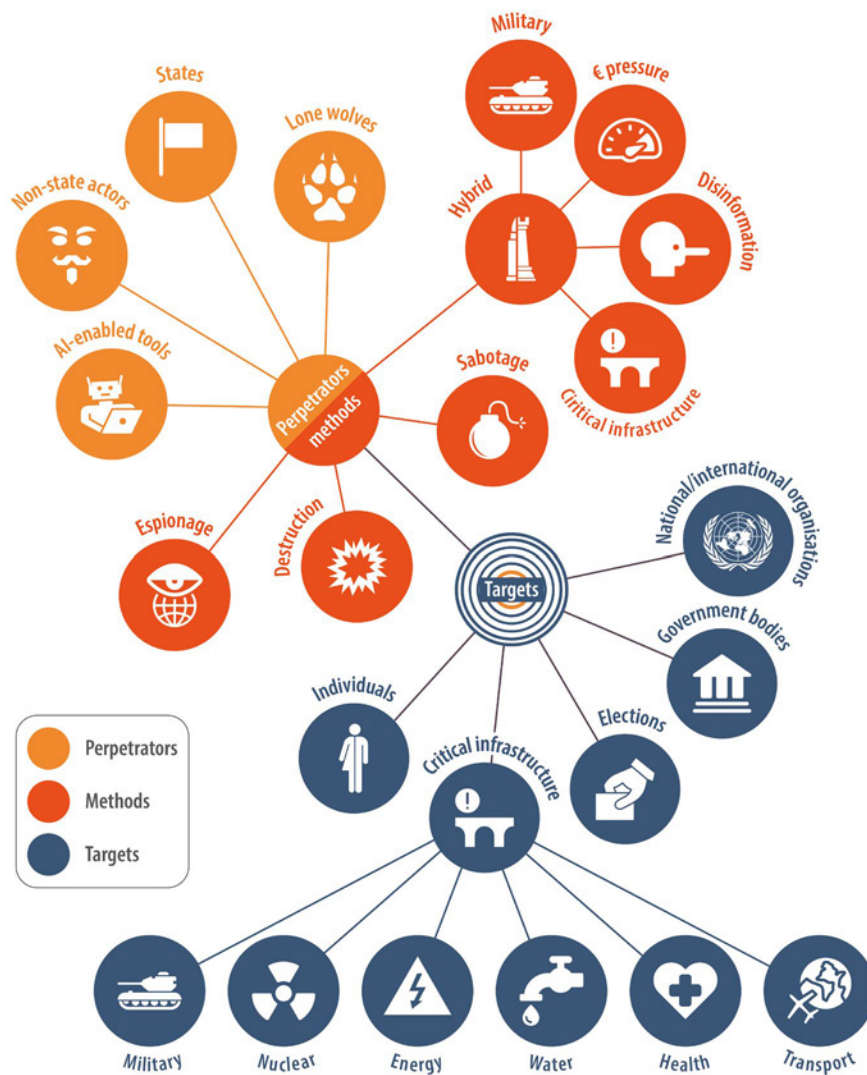 Military
States
€ pressure
Lone wolves
Non-state actors
Hybrid
Disinformation
AI-enabled tools
Sabotage
Perpetrators
methods
Ciritical infrastructure
Espionage
Destruction
National/international organisations
Targets
Government bodies
Individuals
Critical infrastructure
Elections
Perpetrators
Methods
Targets
Military
Nuclear
Energy
Water
Health
Transport